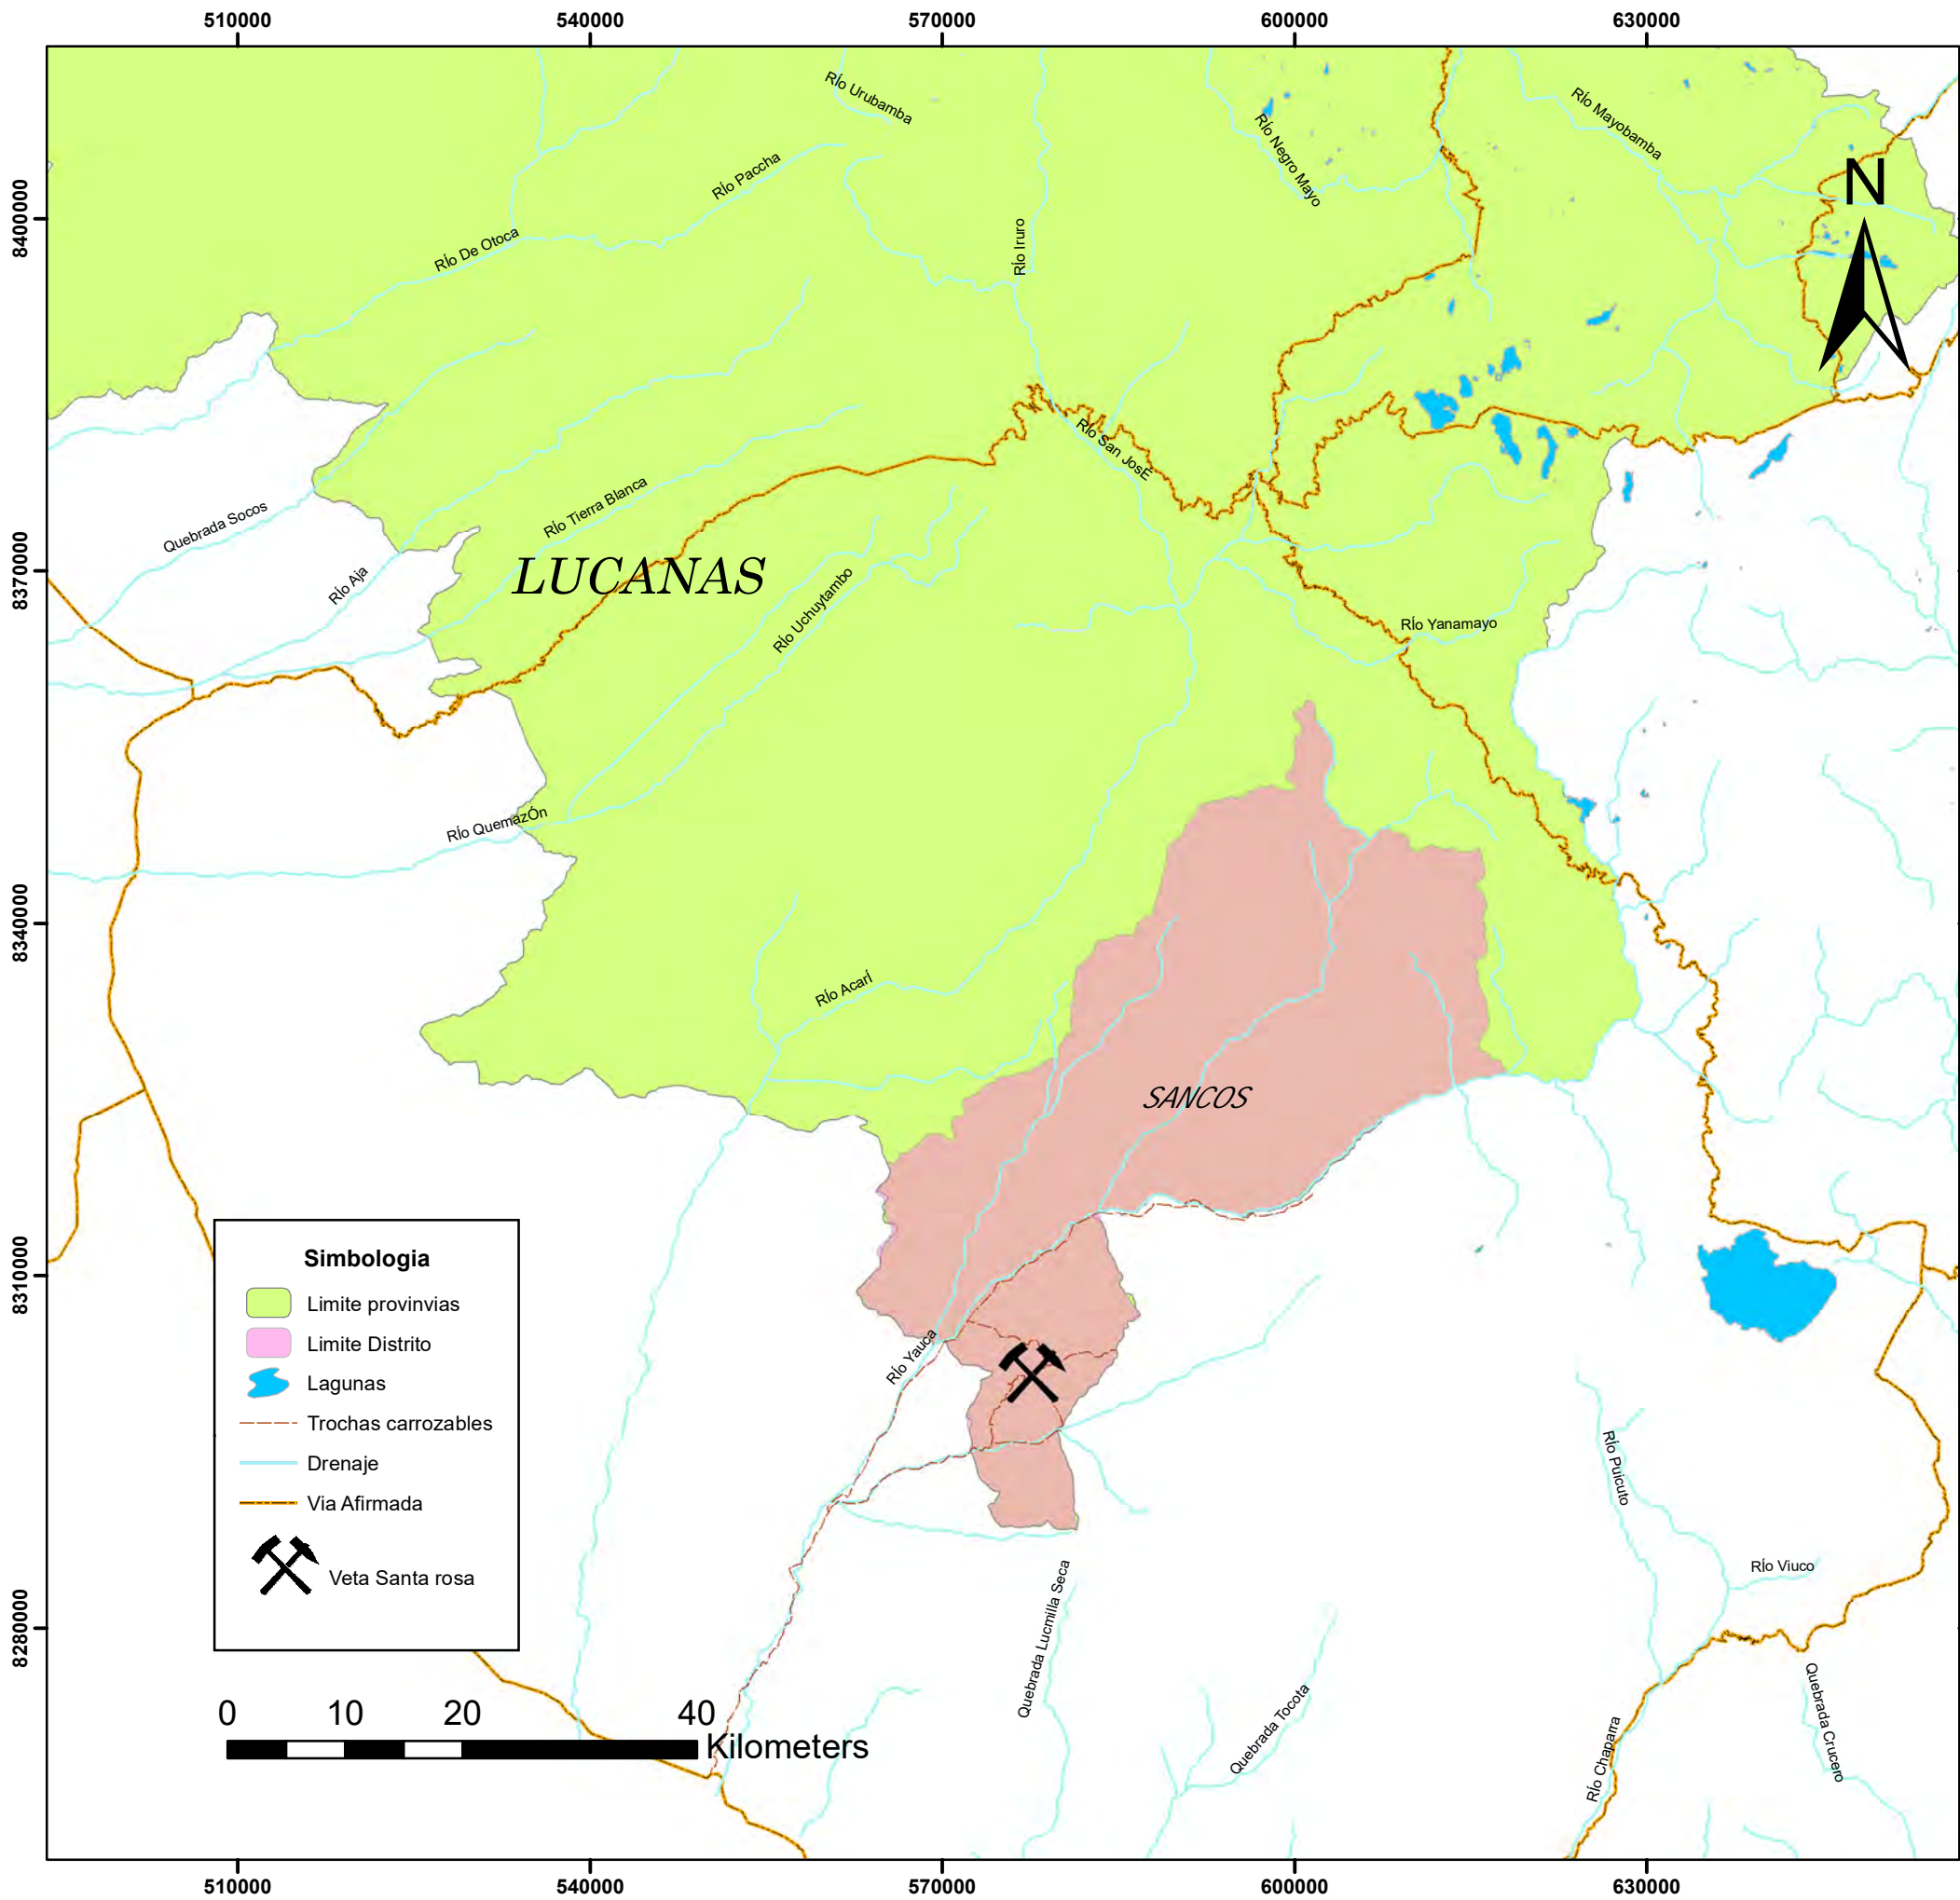 510000 540000 570000 600000 630000
RÍo Urubamba
RÍo Mayobamba
RÍo Negro Mayo
RÍo Paccha
N
8400000
RÍo De Otoca
RÍo Iruro
RÍo San JosÉ
RÍo Tierra Blanca
Quebrada Socos
8370000
RÍo Aja
LUCANAS
RÍo Uchuytambo
RÍo Yanamayo
RÍo QuemazÓn
8340000
RÍo AcarÍ
SANCOS
8310000
Simbologia
Limite provinvias
Limite Distrito
Lagunas
Trochas carrozables
Drenaje
Via Afirmada
Veta Santa rosa
RÍo Yauca
RÍo Puicuto
RÍo Viuco
8280000
Quebrada Lucmilla Seca
Quebrada Tocota
RÍo Chaparra
Quebrada Crucero
0 10 20 40
Kilometers
510000 540000 570000 600000 630000